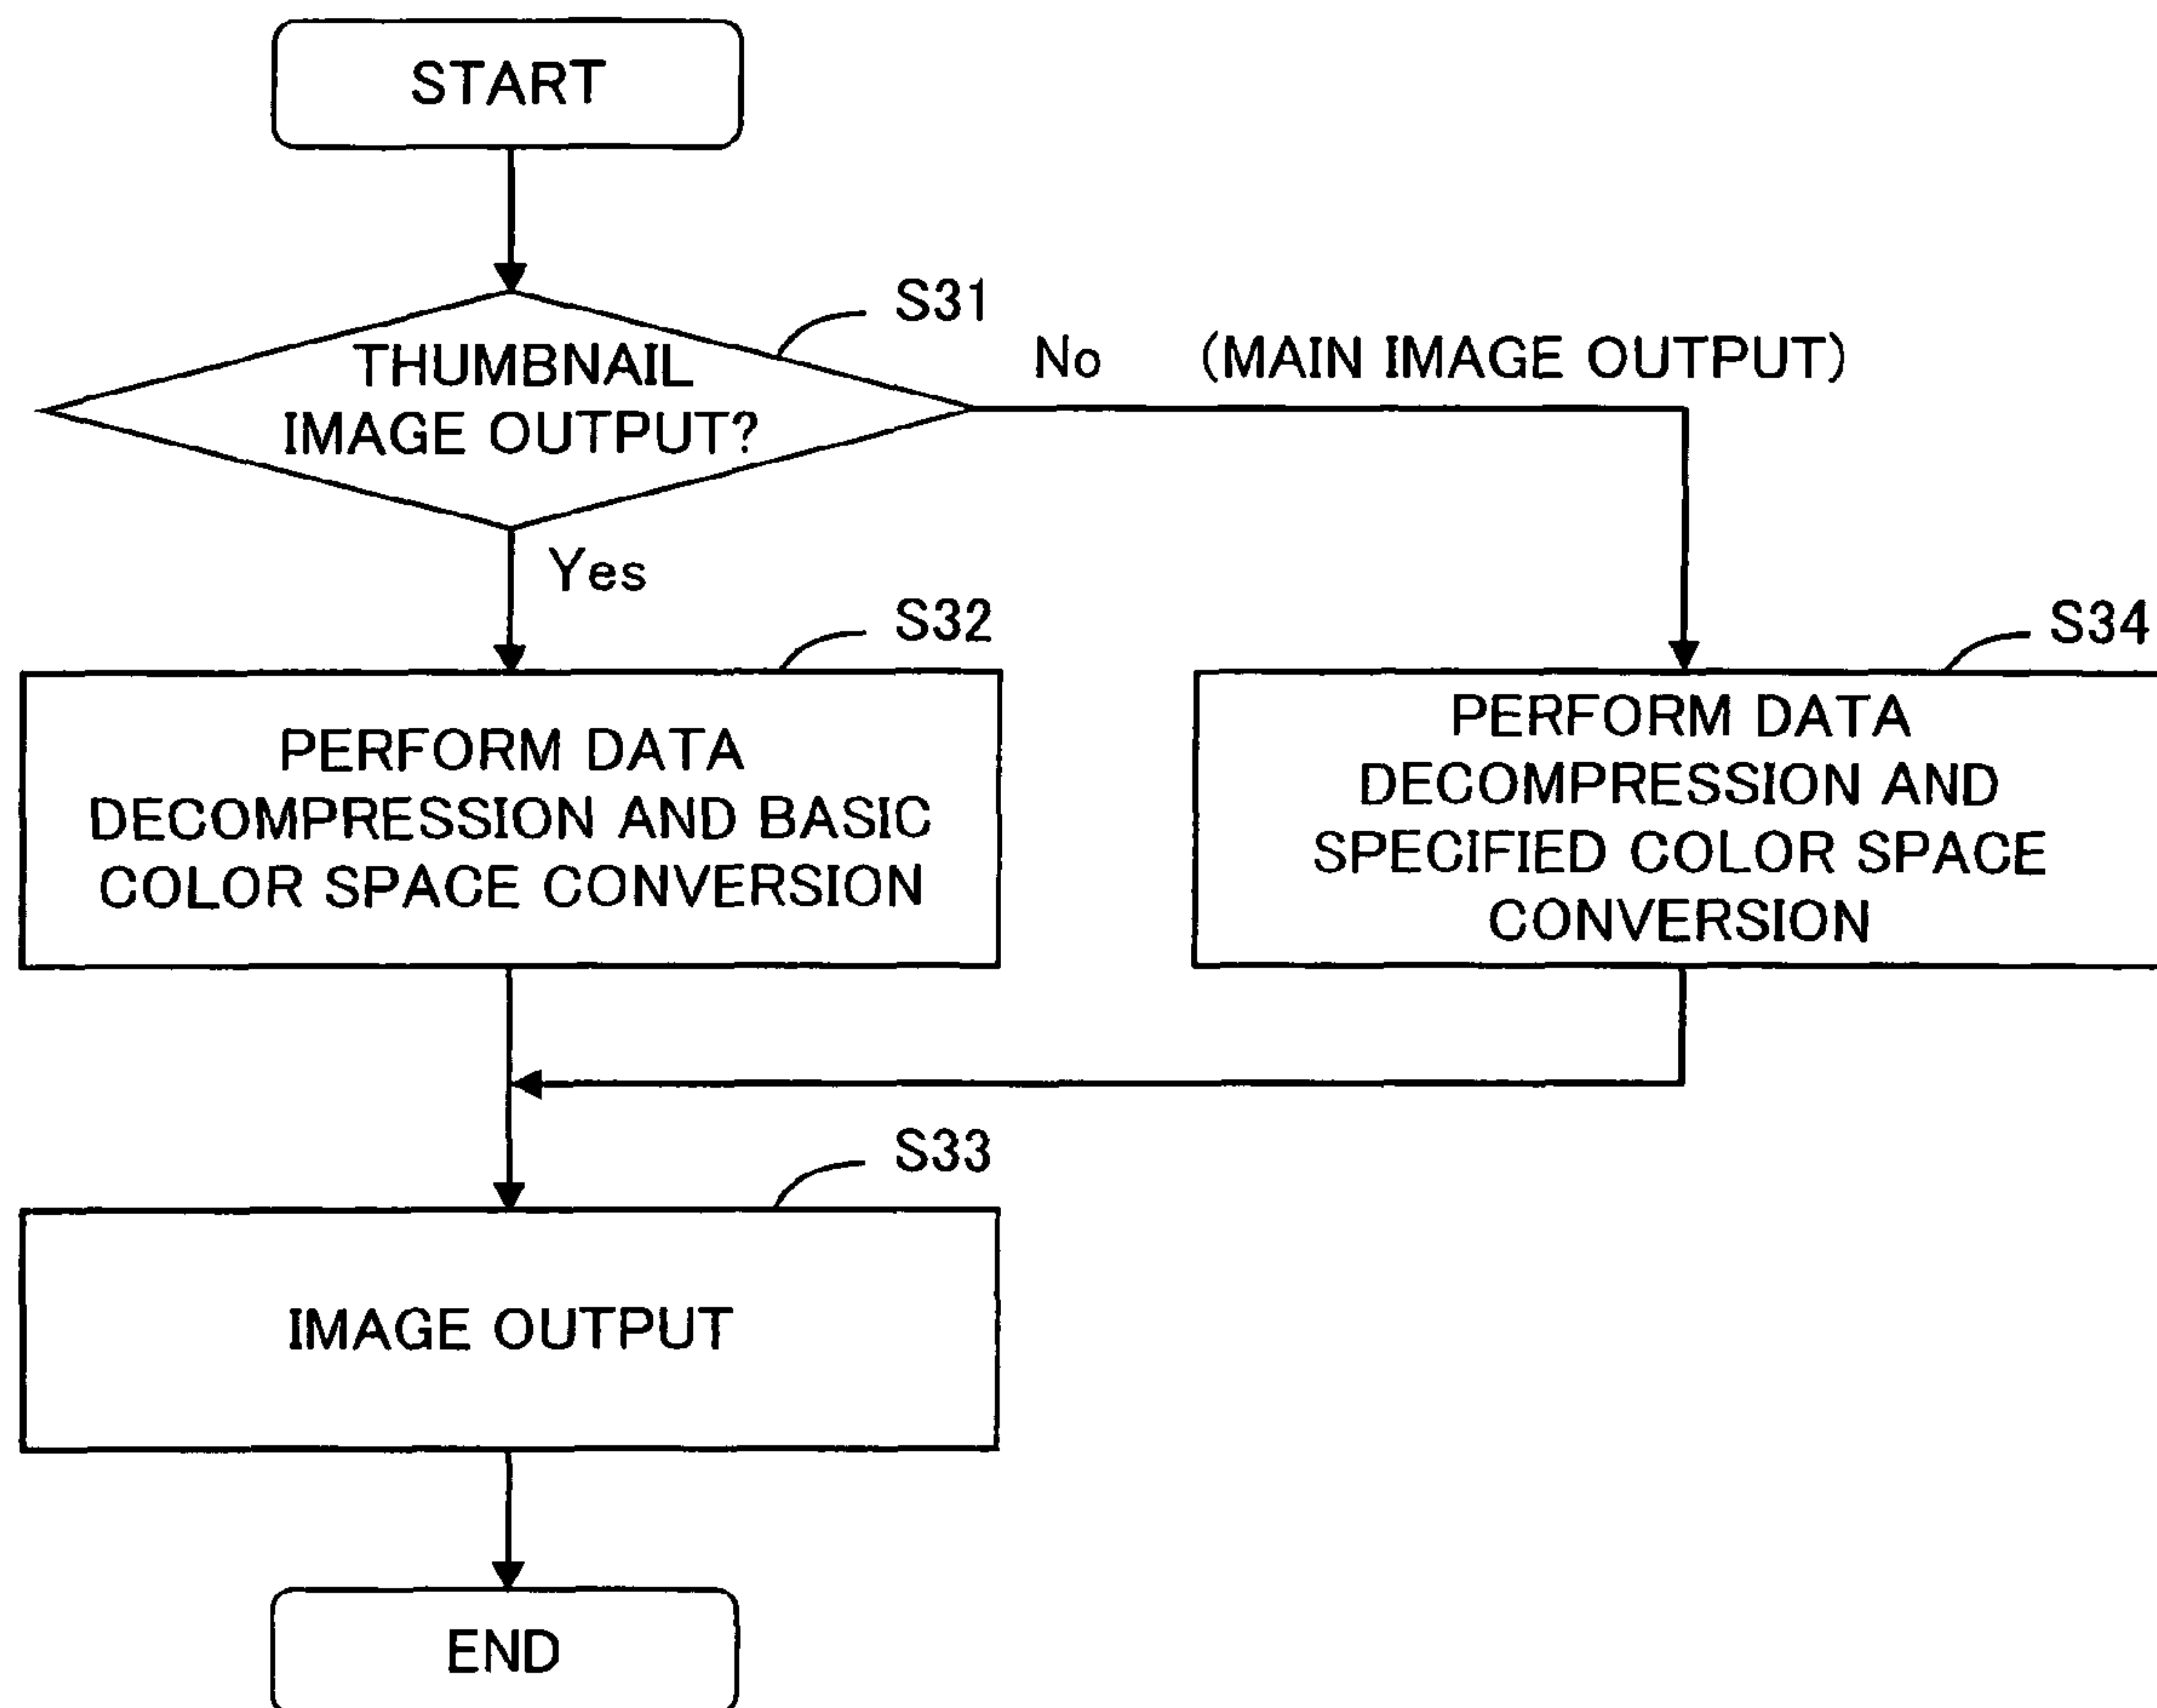 START
S31
THUMBNAIL
IMAGE OUTPUT?
No (MAIN IMAGE OUTPUT)
Yes
S32
PERFORM DATA
DECOMPRESSION AND BASIC
COLOR SPACE CONVERSION
S34
PERFORM DATA
DECOMPRESSION AND
SPECIFIED COLOR SPACE
CONVERSION
S33
IMAGE OUTPUT
END